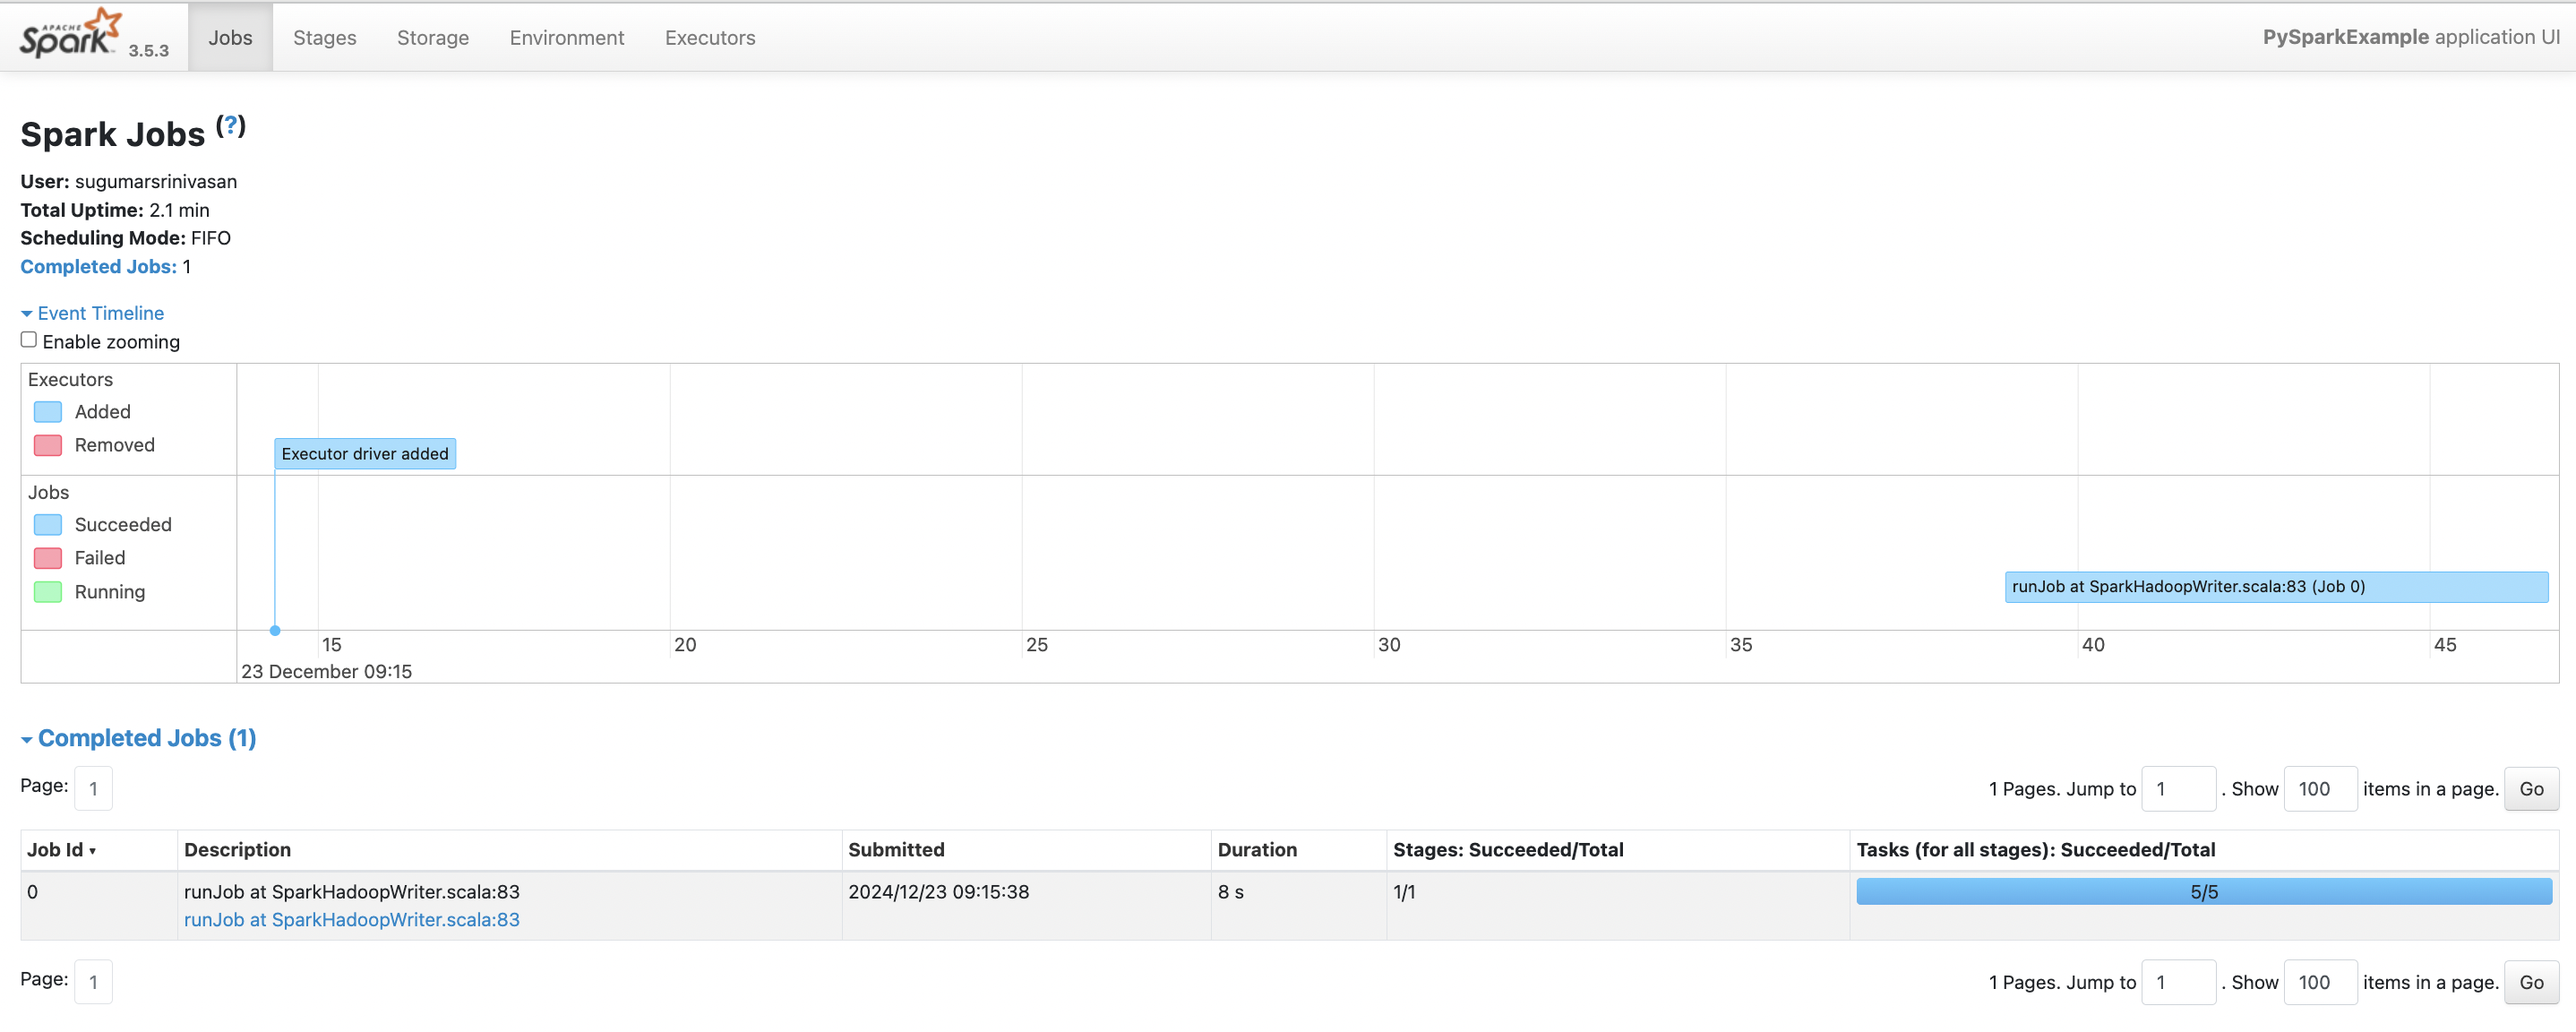 APACHE
Spark 3.5.3 Jobs Stages Storage Environment Executors PySparkExample application UI
Spark Jobs (?)
User: sugumarsrinivasan
Total Uptime: 2.1 min
Scheduling Mode: FIFO
Completed Jobs: 1
Event Timeline
Enable zooming
Executors
Added
Removed
Executor driver added
Jobs
Succeeded
Failed
Running
runJob at SparkHadoopWriter.scala:83 (Job 0)
15 20 25 30 35 40 45
23 December 09:15
Completed Jobs (1)
Page: 1 1 Pages. Jump to 1 . Show 100 items in a page. Go
Job Id ▾ Description Submitted Duration Stages: Succeeded/Total Tasks (for all stages): Succeeded/Total
0 runJob at SparkHadoopWriter.scala:83 2024/12/23 09:15:38 8 s 1/1 5/5
runJob at SparkHadoopWriter.scala:83
Page: 1 1 Pages. Jump to 1 . Show 100 items in a page. Go